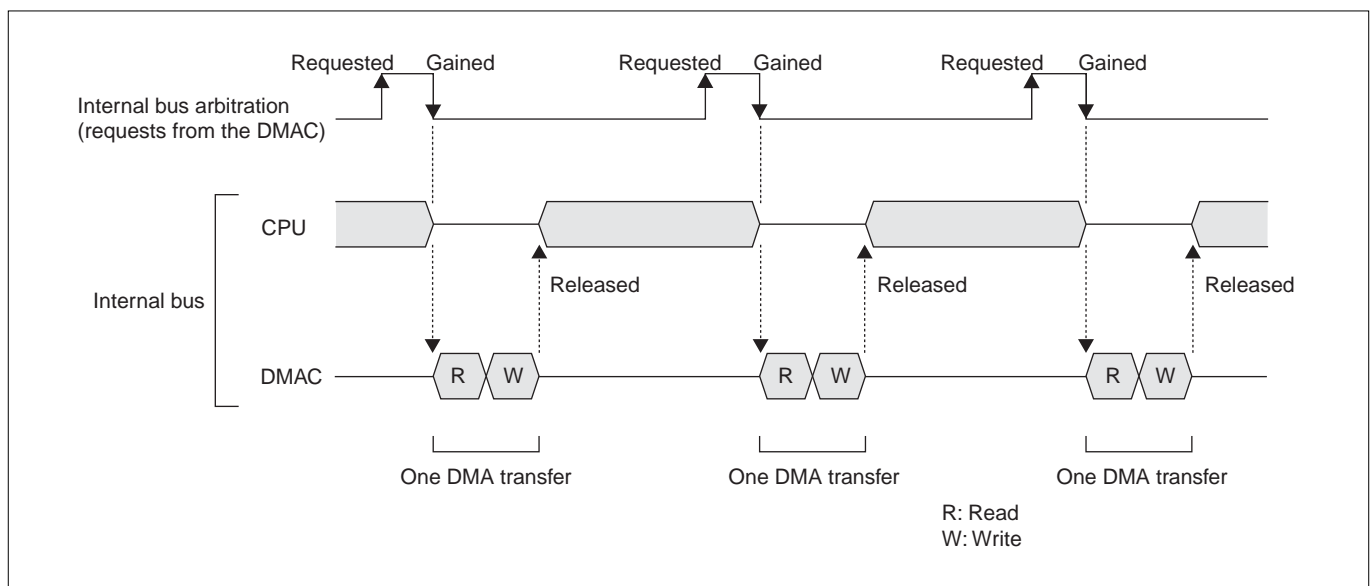 Requested Gained Requested Gained Requested Gained
Internal bus arbitration
(requests from the DMAC)
CPU
Released Released Released
Internal bus
DMAC R W R W R W
One DMA transfer One DMA transfer One DMA transfer
R: Read
W: Write